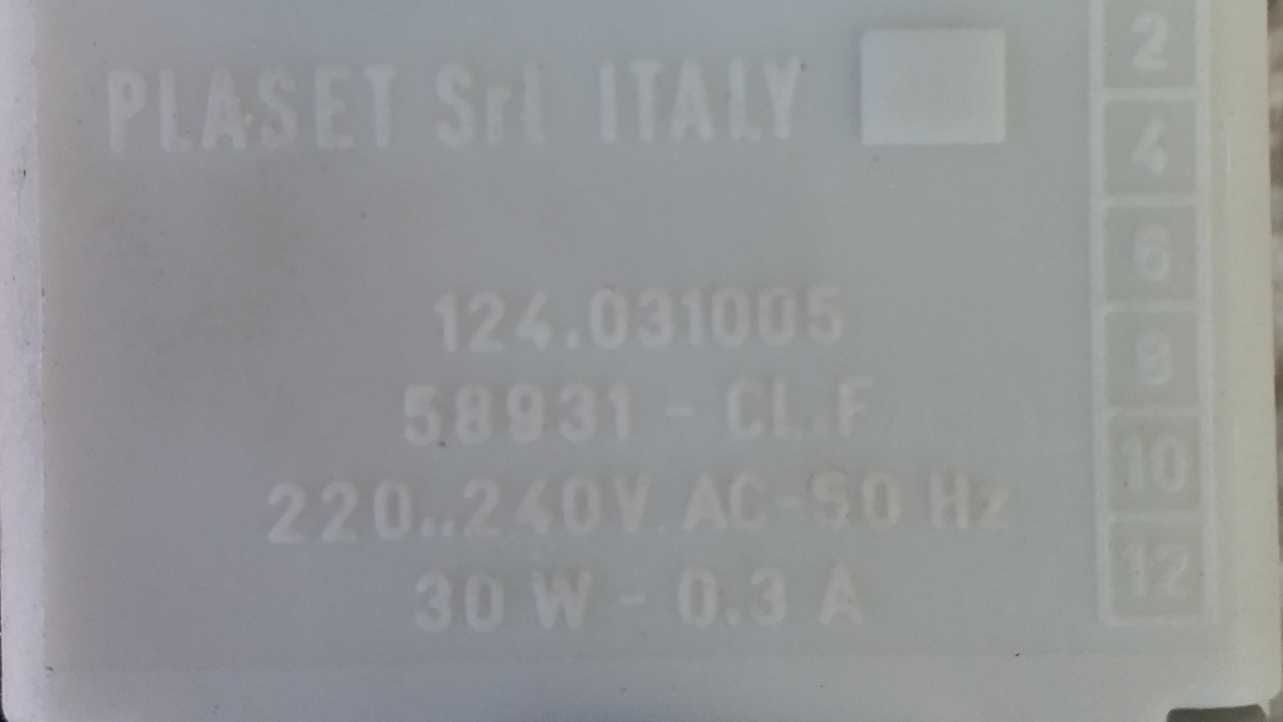 PLASET Srl ITALY
124.031005
58931 - CL.F
220..240V AC-50 Hz
30 W - 0.3 A
2
4
6
8
10
12